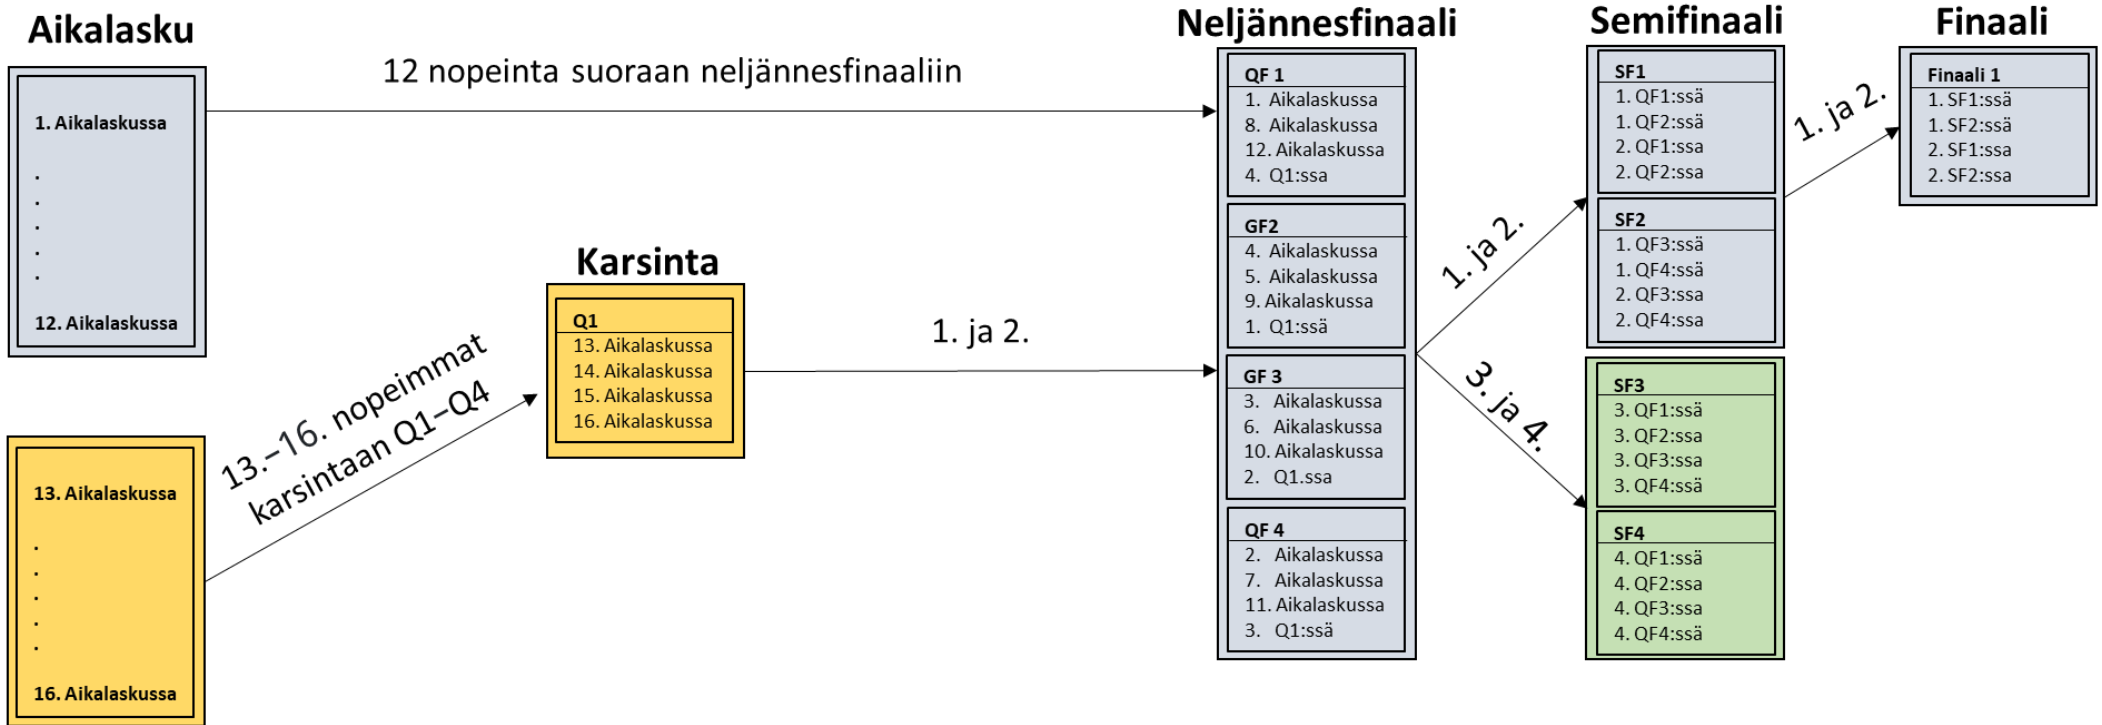 Aikalasku
1. Aikalaskussa
.
.
.
.
.
12. Aikalaskussa
13. Aikalaskussa
.
.
.
.
.
16. Aikalaskussa
12 nopeinta suoraan neljännesfinaaliin
13.–16. nopeimmat
karsintaan Q1–Q4
Karsinta
Q1
13. Aikalaskussa
14. Aikalaskussa
15. Aikalaskussa
16. Aikalaskussa
1. ja 2.
Neljännesfinaali
QF 1
1. Aikalaskussa
8. Aikalaskussa
12. Aikalaskussa
4. Q1:ssa
GF2
4. Aikalaskussa
5. Aikalaskussa
9. Aikalaskussa
1. Q1:ssä
GF 3
3. Aikalaskussa
6. Aikalaskussa
10. Aikalaskussa
2. Q1.ssa
QF 4
2. Aikalaskussa
7. Aikalaskussa
11. Aikalaskussa
3. Q1:ssä
1. ja 2.
3. ja 4.
Semifinaali
SF1
1. QF1:ssä
1. QF2:ssä
2. QF1:ssa
2. QF2:ssa
SF2
1. QF3:ssä
1. QF4:ssä
2. QF3:ssa
2. QF4:ssa
SF3
3. QF1:ssä
3. QF2:ssa
3. QF3:ssa
3. QF4:ssä
SF4
4. QF1:ssä
4. QF2:ssa
4. QF3:ssa
4. QF4:ssä
1. ja 2.
Finaali
Finaali 1
1. SF1:ssä
1. SF2:ssä
2. SF1:ssa
2. SF2:ssa